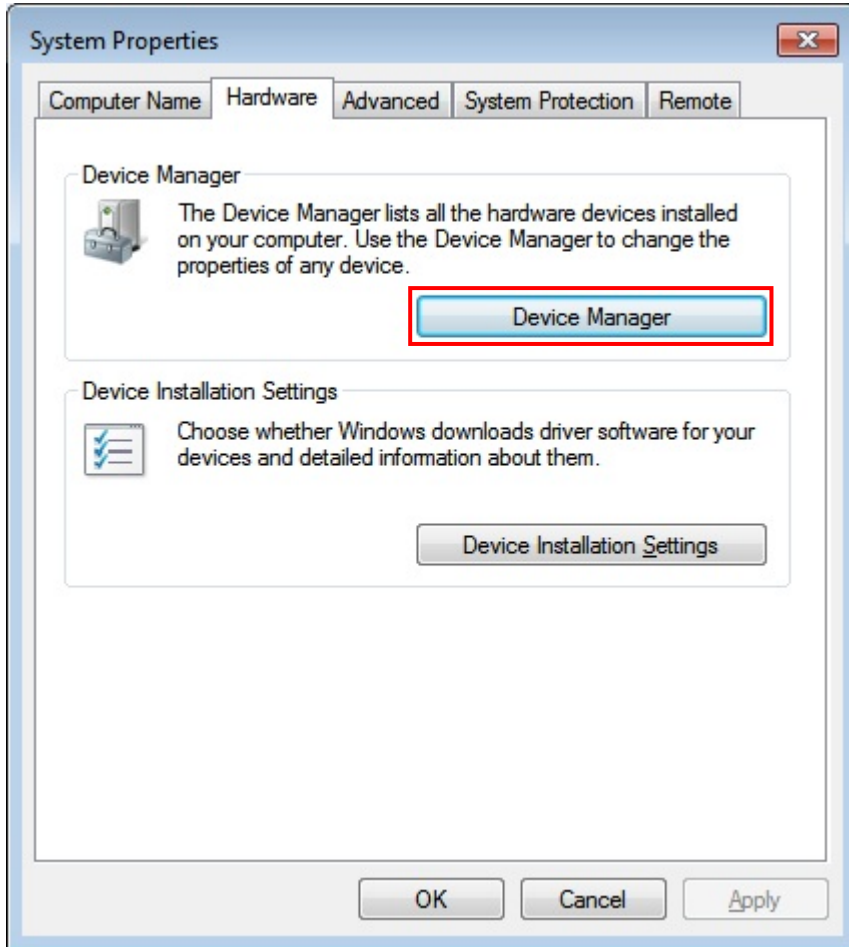 System Properties
Computer Name Hardware Advanced System Protection Remote
Device Manager
The Device Manager lists all the hardware devices installed
on your computer. Use the Device Manager to change the
properties of any device.
Device Manager
Device Installation Settings
Choose whether Windows downloads driver software for your
devices and detailed information about them.
Device Installation Settings
OK Cancel Apply